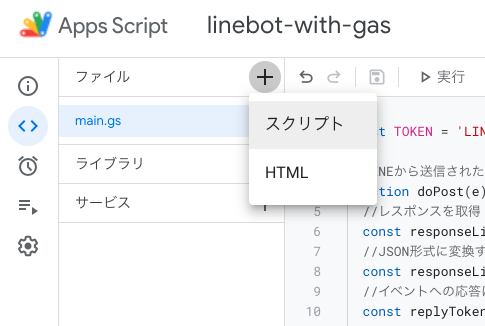 Apps Script linebot-with-gas
ファイル
実行
main.gs
スクリプト
HTML
ライブラリ
サービス
TOKEN = 'LIN
から送信された
doPost(e)
5 //レスポンスを取得
6 const responseLi
7 //JSON形式に変換す
8 const responseLi
9 //イベントへの応答に
10 const replyToken